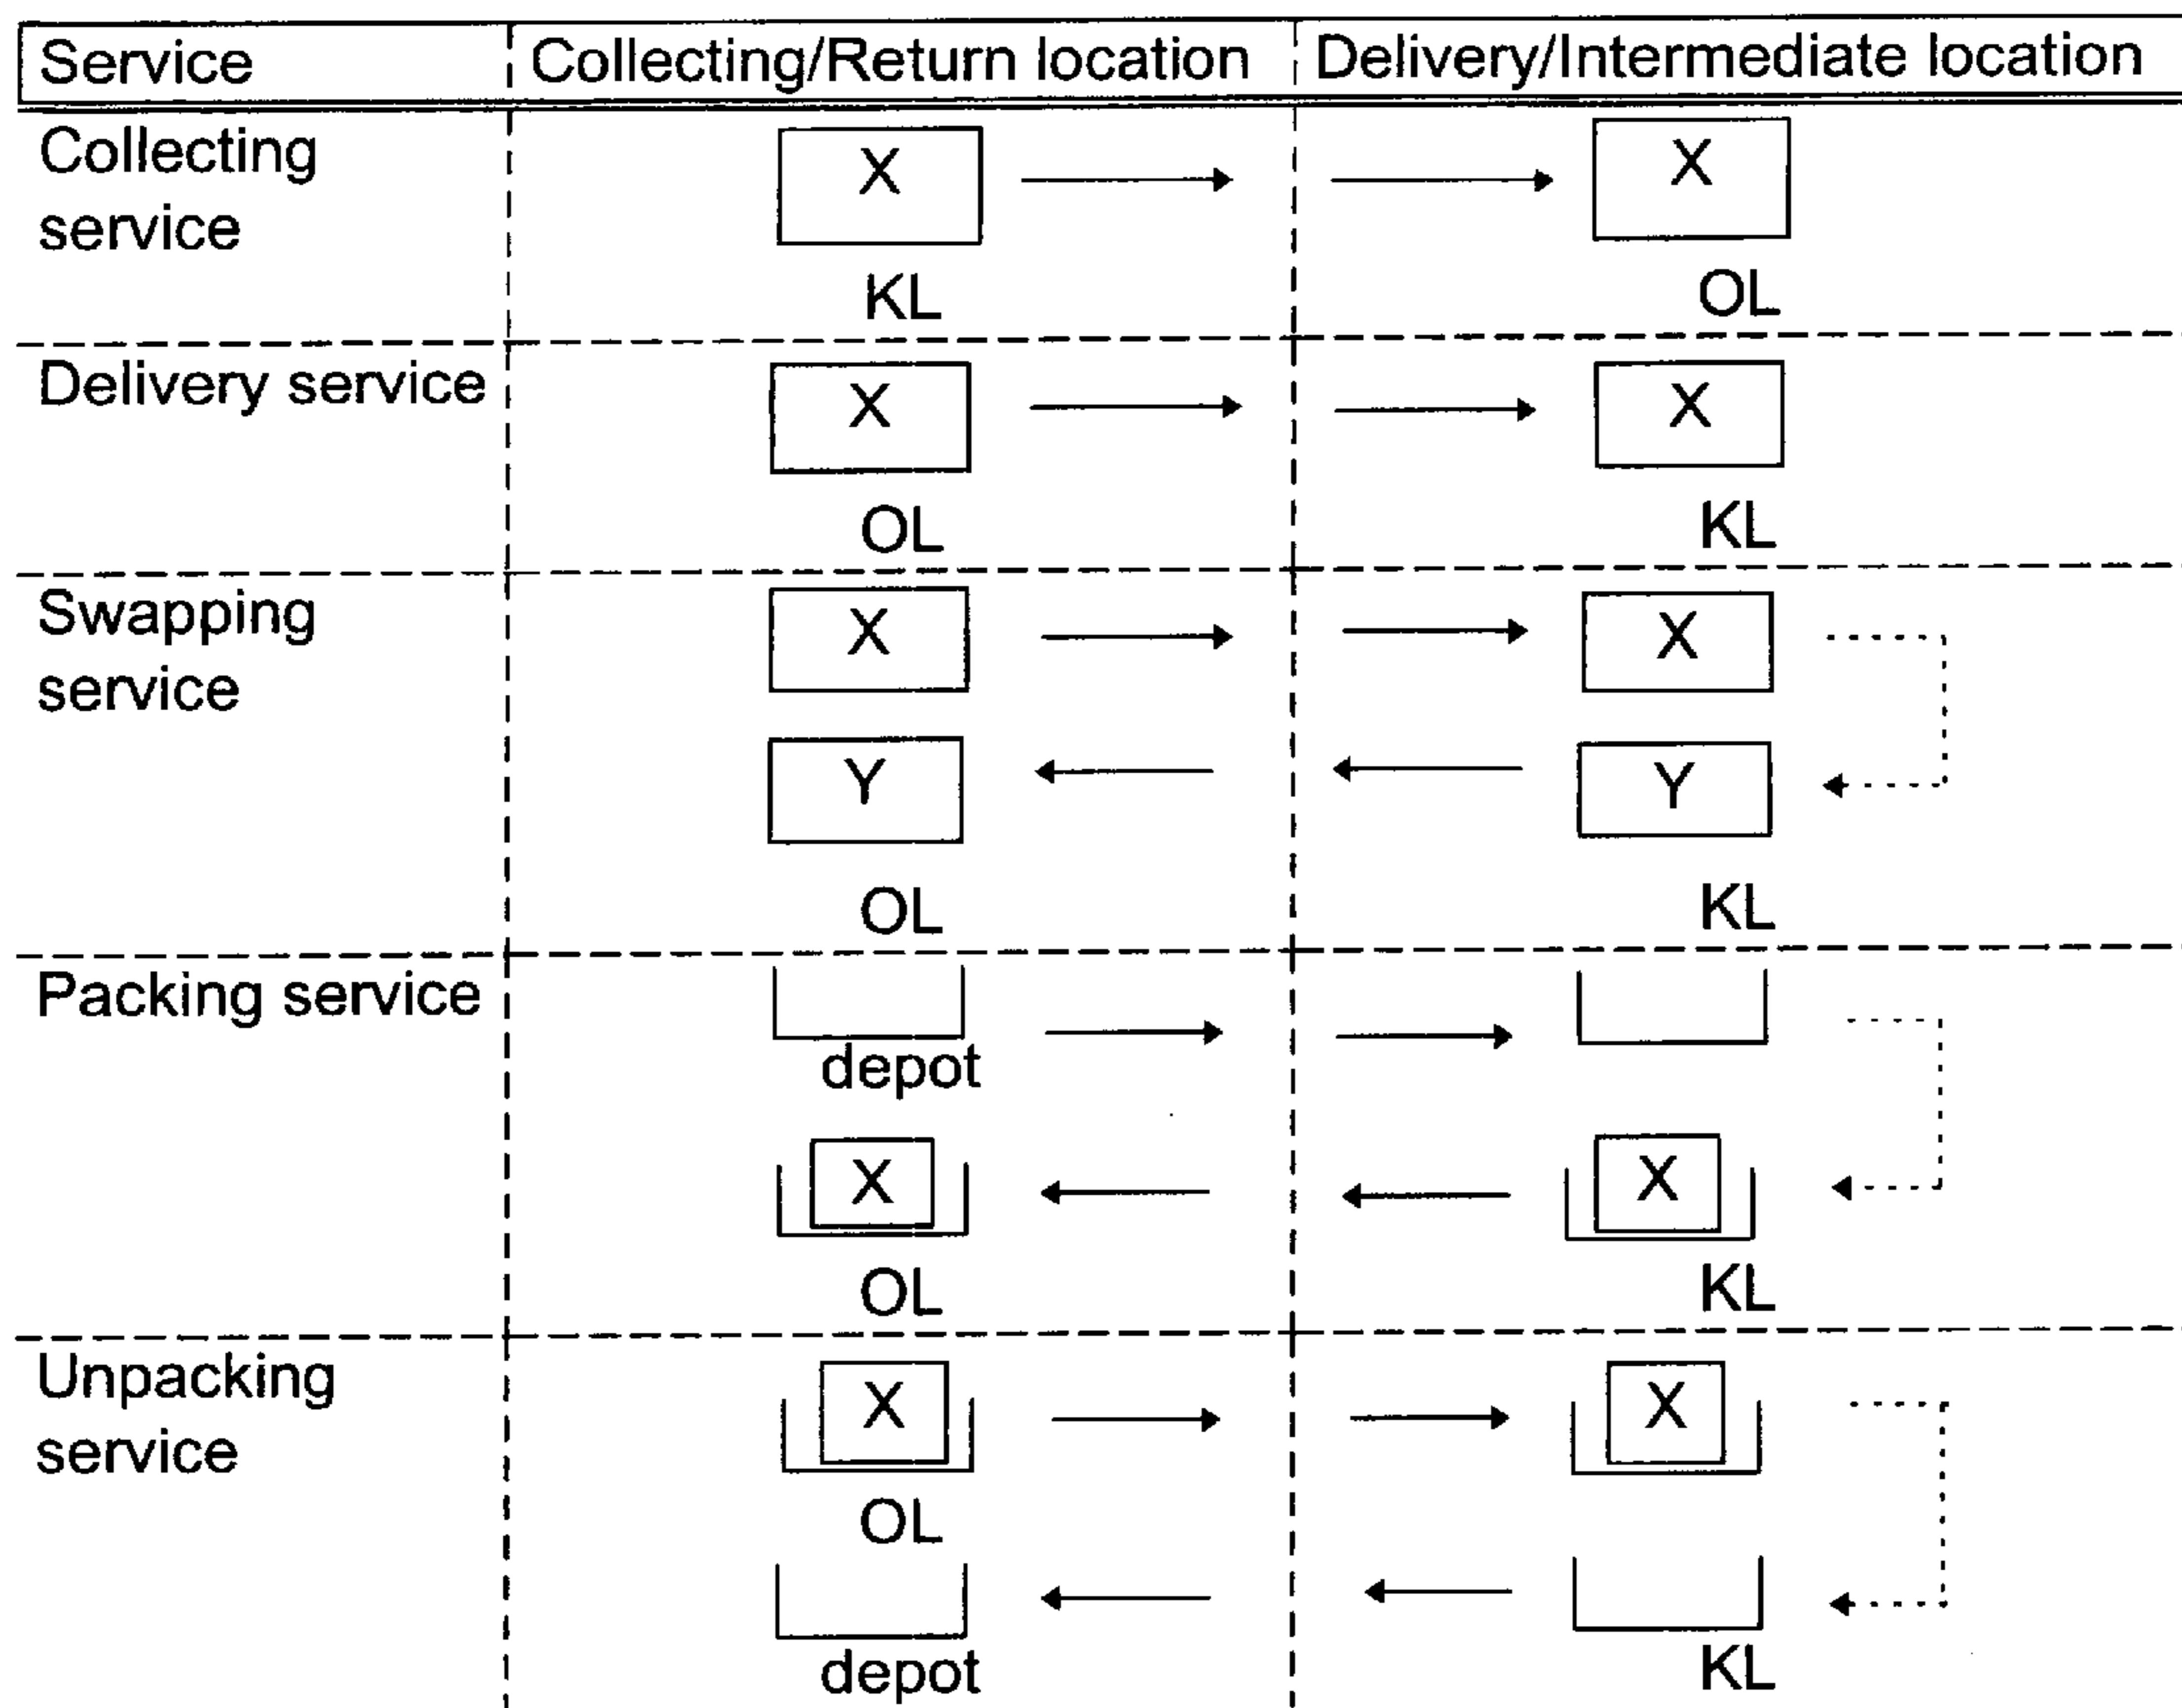 Service Collecting/Return location Delivery/Intermediate location
Collecting
service
X X
KL OL
Delivery service
X X
OL KL
Swapping
service
X X
Y Y
OL KL
Packing service
depot
X X
OL KL
Unpacking
service
X X
OL
depot KL